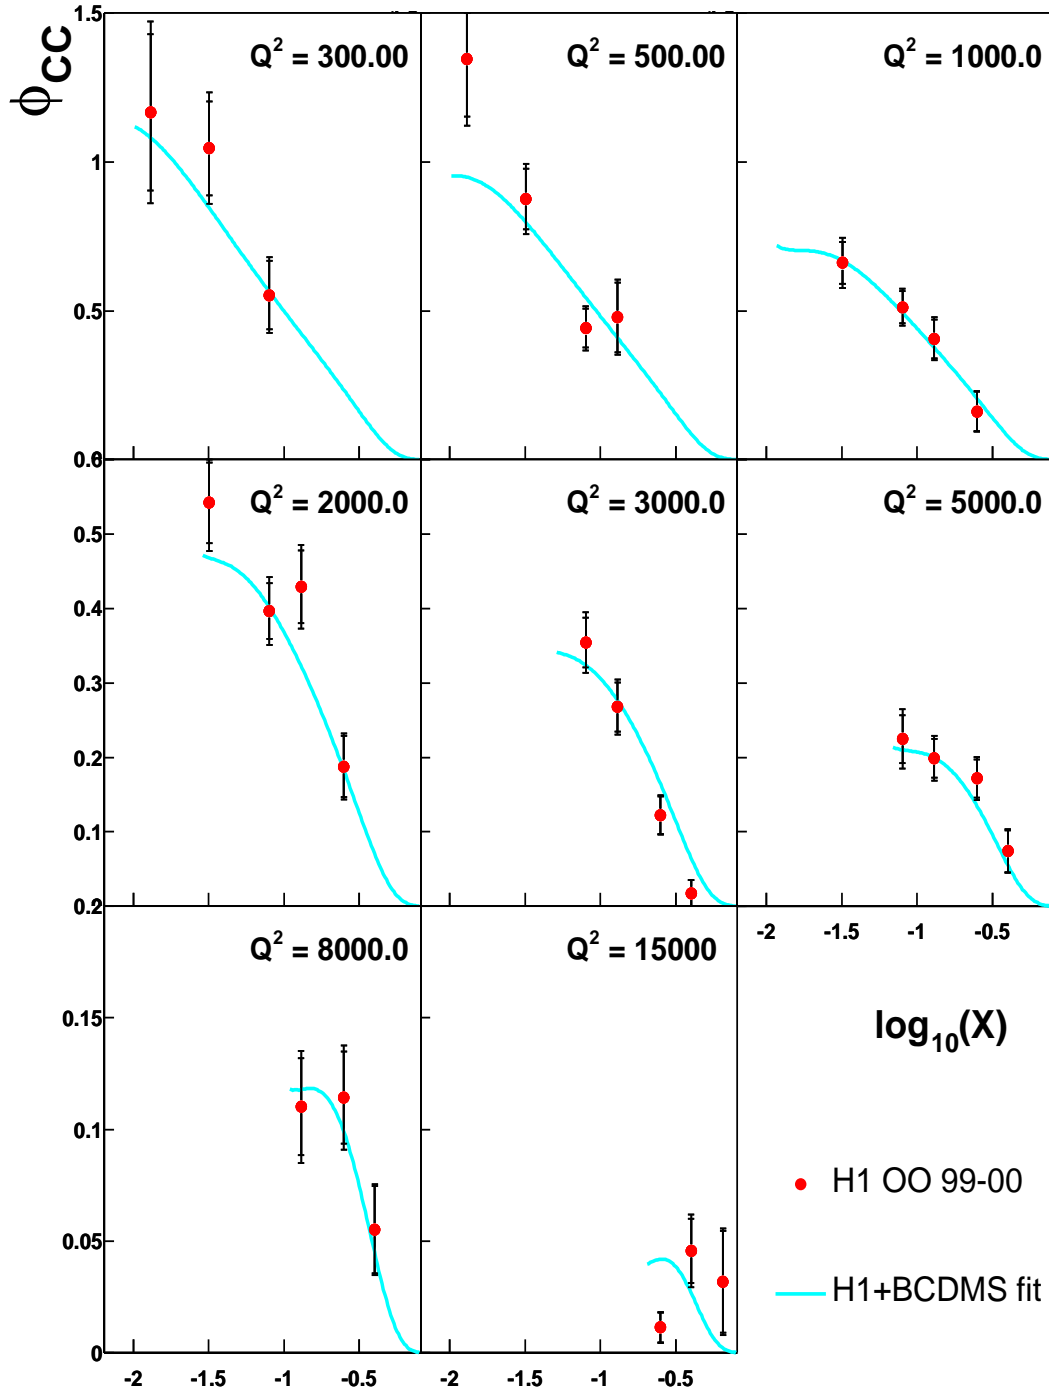 1.5
ϕCC
Q² = 300.00
Q² = 500.00
Q² = 1000.0
1
0.5
0.6
Q² = 2000.0
Q² = 3000.0
Q² = 5000.0
0.5
0.4
0.3
0.2
0.1
0.2
-2 -1.5 -1 -0.5
Q² = 8000.0
Q² = 15000
0.15
log₁₀(X)
0.1
H1 OO 99-00
0.05
H1+BCDMS fit
0
-2 -1.5 -1 -0.5
-2 -1.5 -1 -0.5